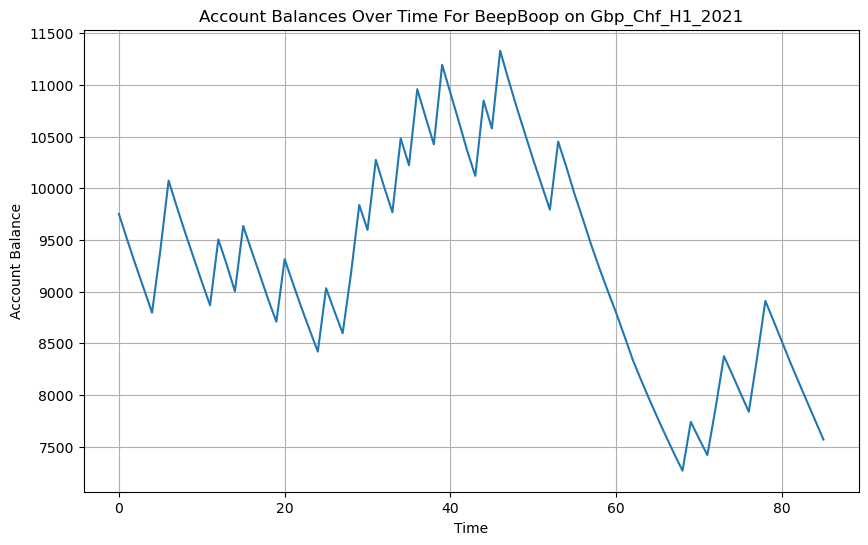 Account Balances Over Time For BeepBoop on Gbp_Chf_H1_2021
11500
11000
10500
10000
9500
9000
8500
8000
7500
Account Balance
0 20 40 60 80
Time